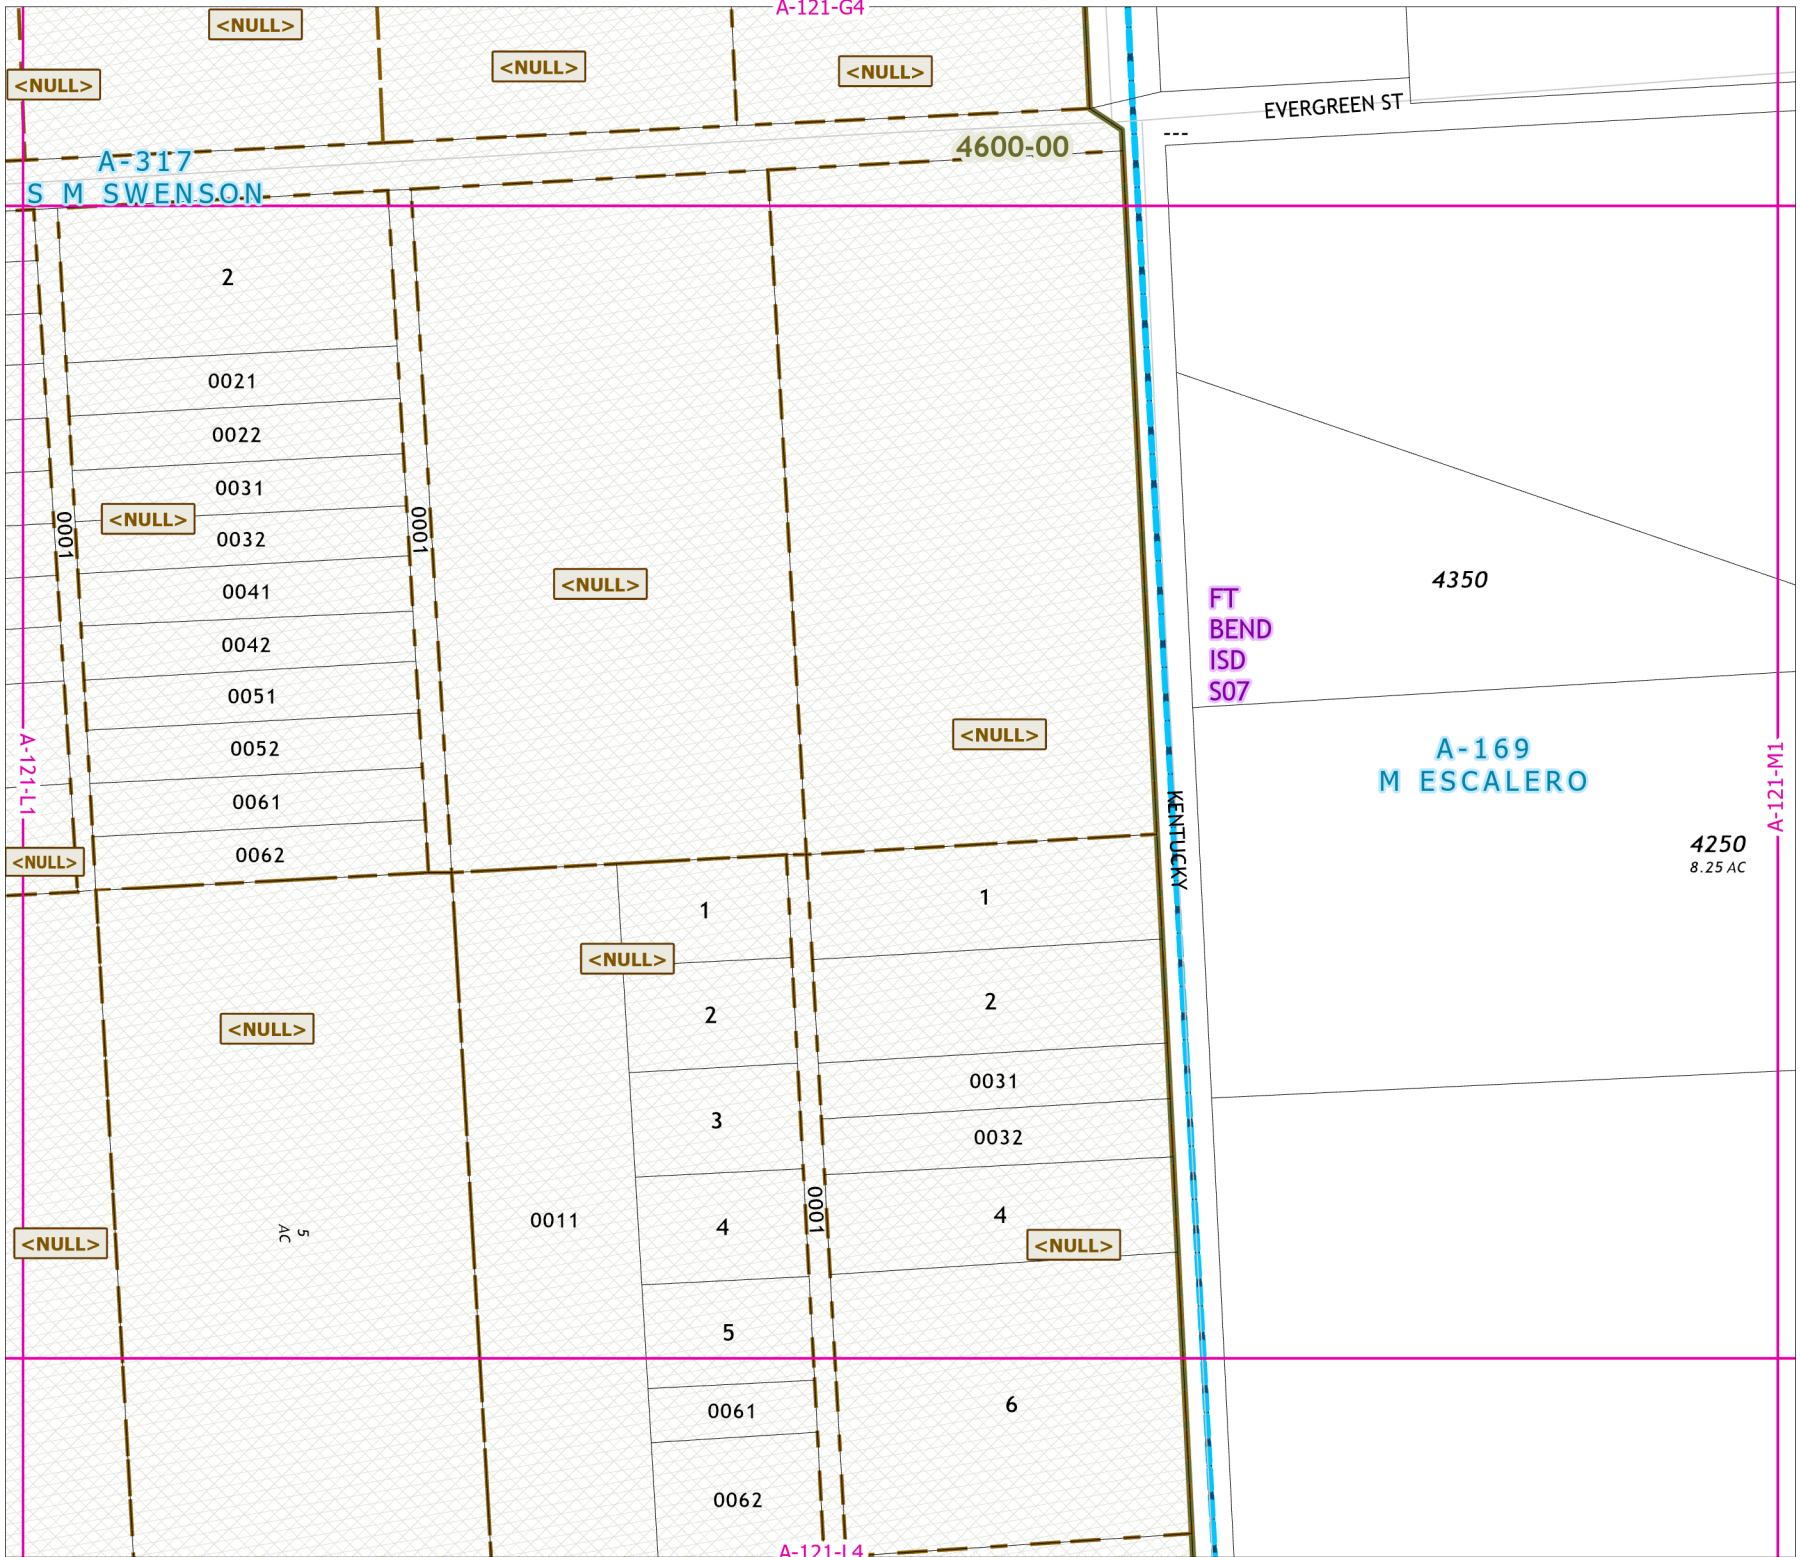 A-121-G4
<NULL>
<NULL>
<NULL>
<NULL>
EVERGREEN ST
---
4600-00
A-317
S M SWENSON
2
0021
0022
0031
<NULL>
0032
0041
0042
0051
0052
0061
0062
0001
0001
<NULL>
<NULL>
A-121-L1
<NULL>
FT
BEND
ISD
S07
4350
A-169
M ESCALERO
4250
8.25 AC
A-121-M1
KENTUCKY
1
<NULL>
2
3
4
5
0061
0062
0011
0001
1
2
0031
0032
4
<NULL>
6
<NULL>
5
AC
<NULL>
A-121-L4